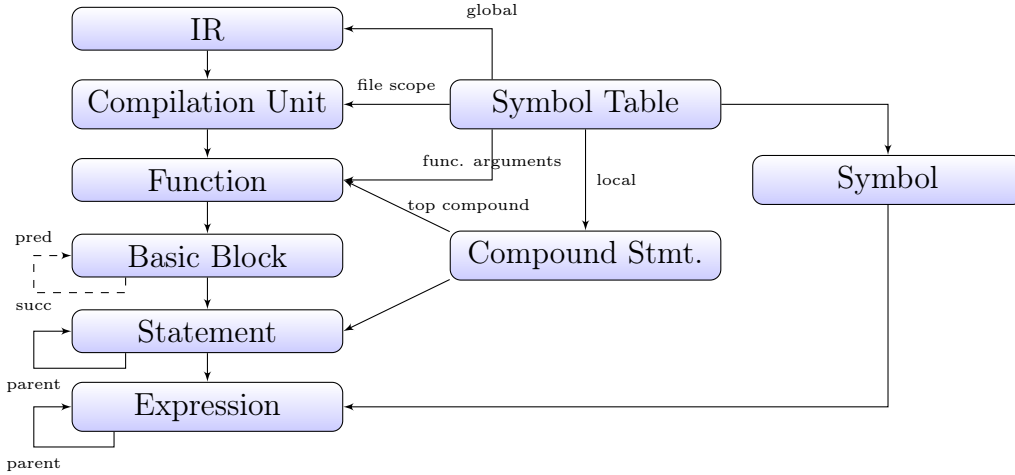 global
IR
file scope
Compilation Unit
Symbol Table
func. arguments
Function
local
Symbol
top compound
pred
Basic Block
Compound Stmt.
succ
Statement
parent
Expression
parent